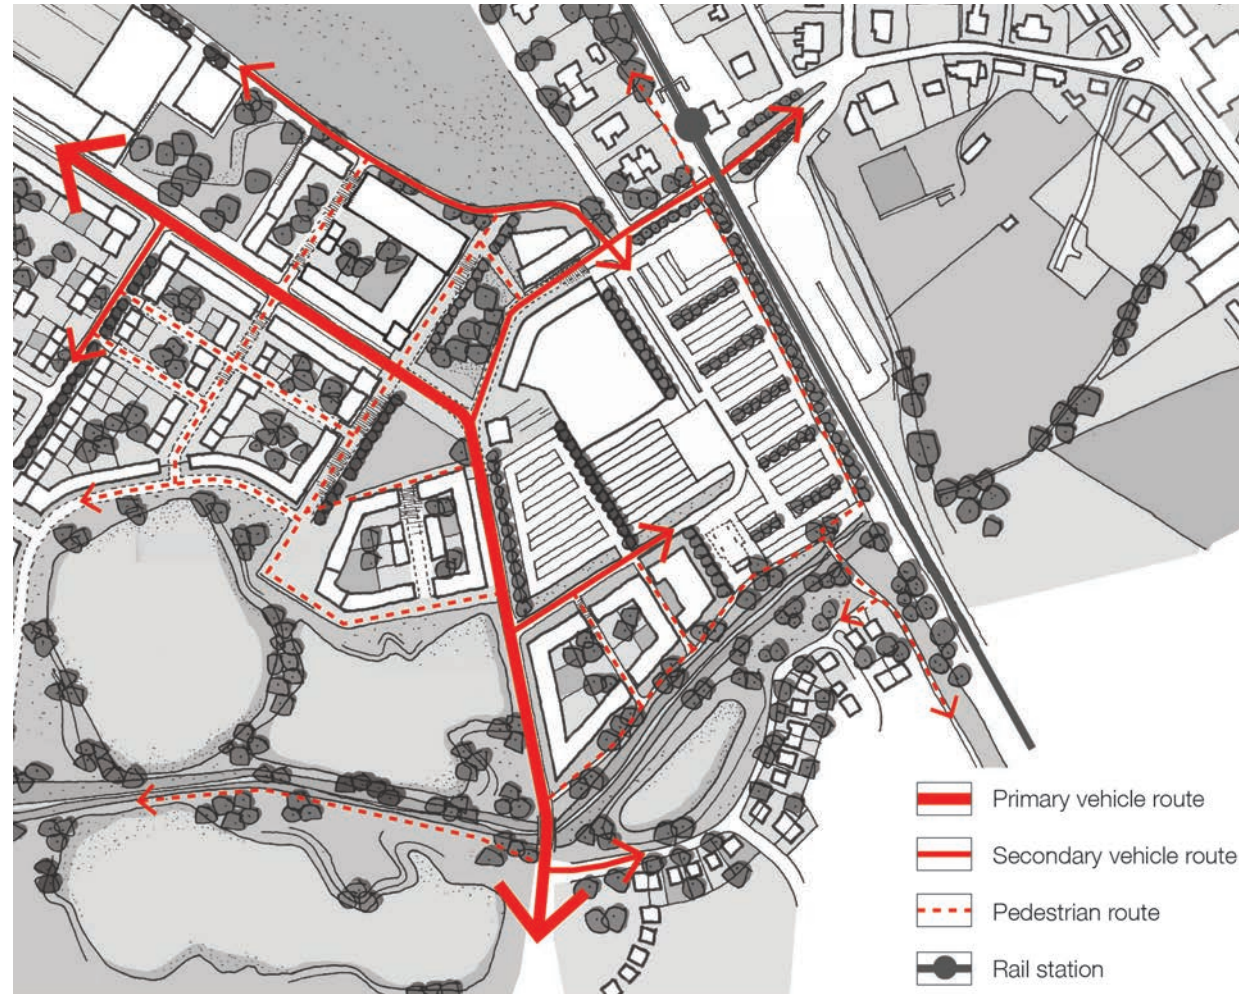 Primary vehicle route
Secondary vehicle route
Pedestrian route
Rail station